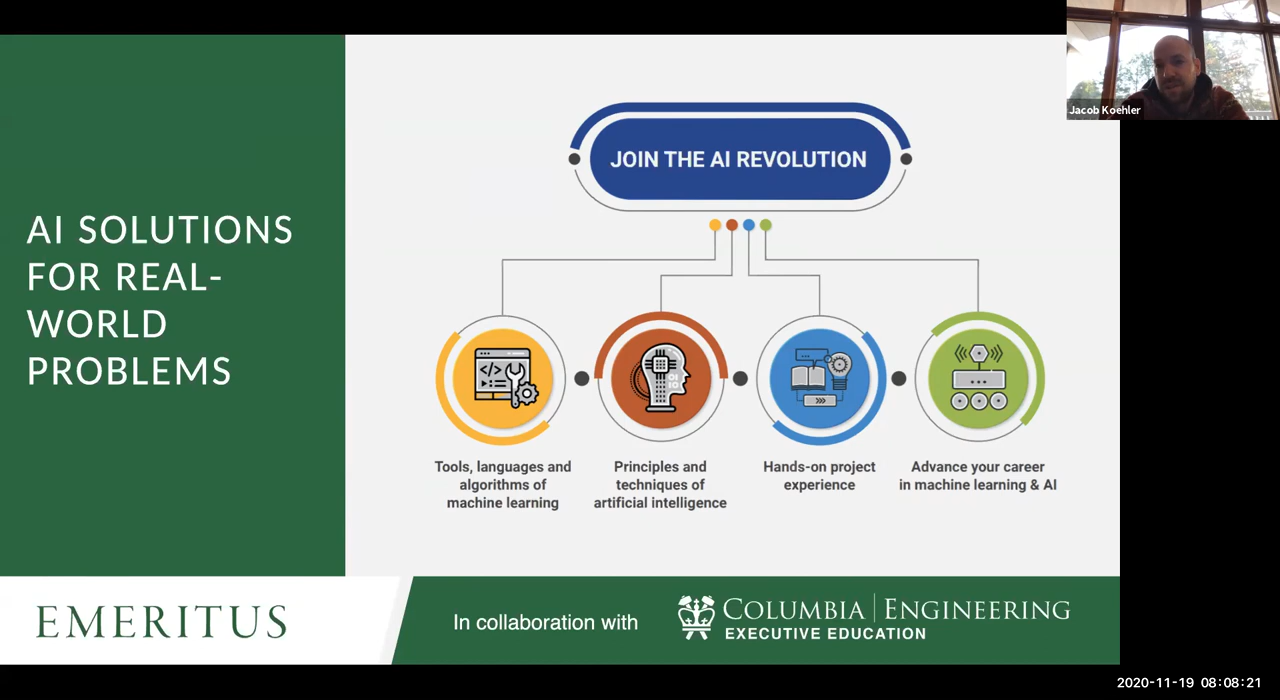 Jacob Koehler
AI SOLUTIONS
FOR REAL-
WORLD
PROBLEMS
JOIN THE AI REVOLUTION
Tools, languages and
algorithms of
machine learning
Principles and
techniques of
artificial intelligence
Hands-on project
experience
Advance your career
in machine learning & AI
EMERITUS
In collaboration with
COLUMBIA | ENGINEERING
EXECUTIVE EDUCATION
2020-11-19 08:08:21